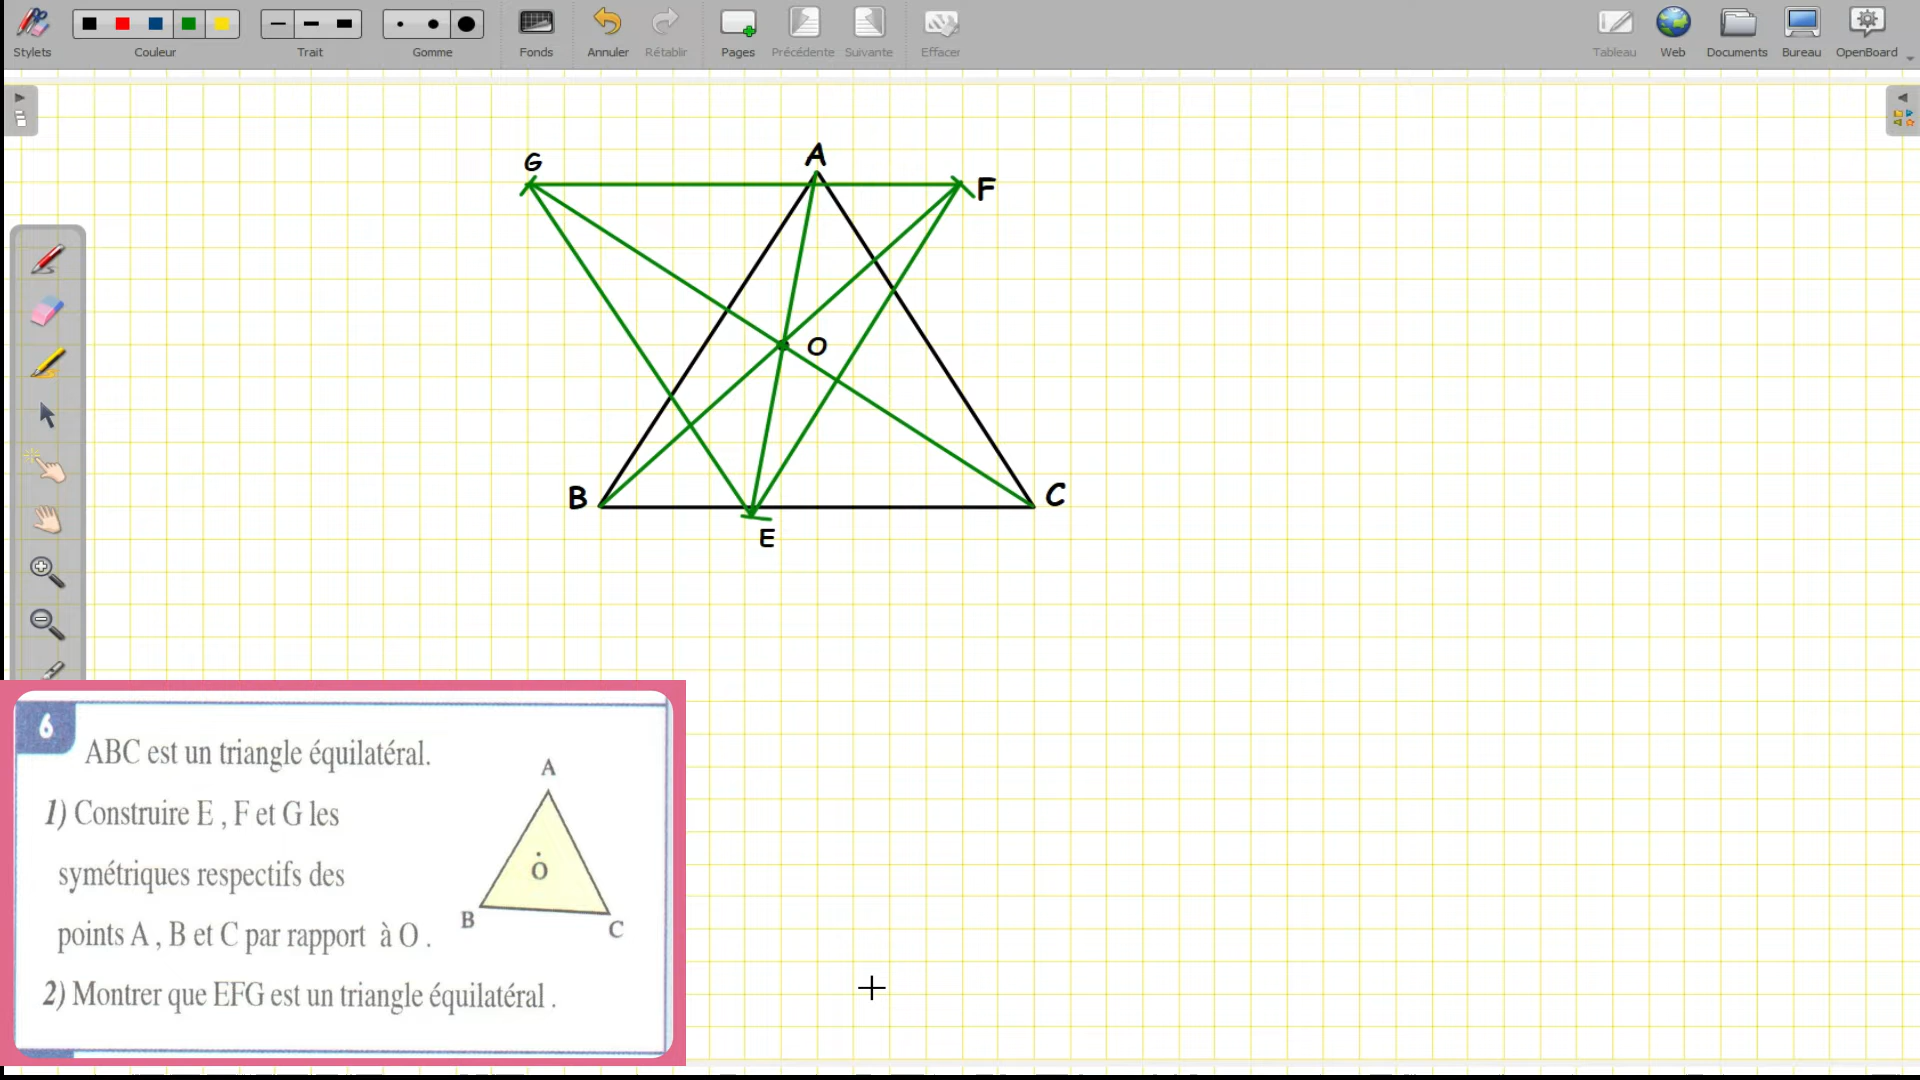 Stylets
Couleur
Trait
Gomme
Fonds
Annuler
Rétablir
Pages
Précédente
Suivante
Effacer
Tableau
Web
Documents
Bureau
OpenBoard
G
A
F
O
B
C
E
6
ABC est un triangle équilatéral.
1) Construire E , F et G les
symétriques respectifs des
points A , B et C par rapport à O .
2) Montrer que EFG est un triangle équilatéral .
A
O
B
C